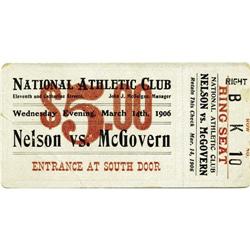 NATIONAL ATHLETIC CLUB
Eleventh and Catharine Streets.
John J. McGuigan, Manager
$5.00
Wednesday Evening, March 14th, 1906
Nelson vs. McGovern
ENTRANCE AT SOUTH DOOR
NATIONAL ATHLETIC CLUB
NELSON vs. McGOVERN
Retain This Check
Mar. 14, 1906
RING SEAT
RIGHT
B
K
10